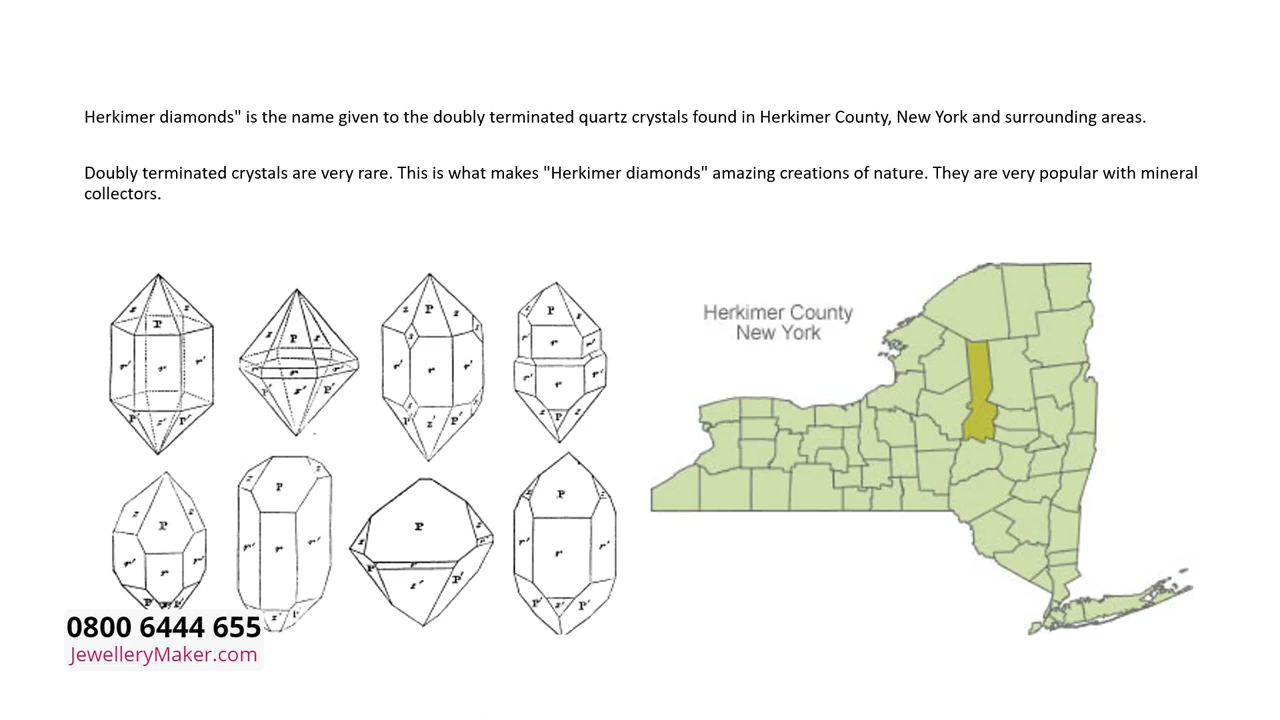 Herkimer diamonds" is the name given to the doubly terminated quartz crystals found in Herkimer County, New York and surrounding areas.
Doubly terminated crystals are very rare. This is what makes "Herkimer diamonds" amazing creations of nature. They are very popular with mineral
collectors.
Herkimer County
New York
0800 6444 655
JewelleryMaker.com